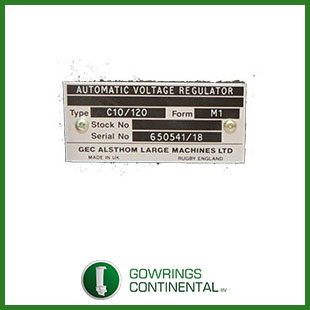 AUTOMATIC VOLTAGE REGULATOR
Type C10/120 Form M1
Stock No
Serial No 650541/18
GEC ALSTHOM LARGE MACHINES LTD
MADE IN UK RUGBY ENGLAND
GOWRINGS
CONTINENTAL BV